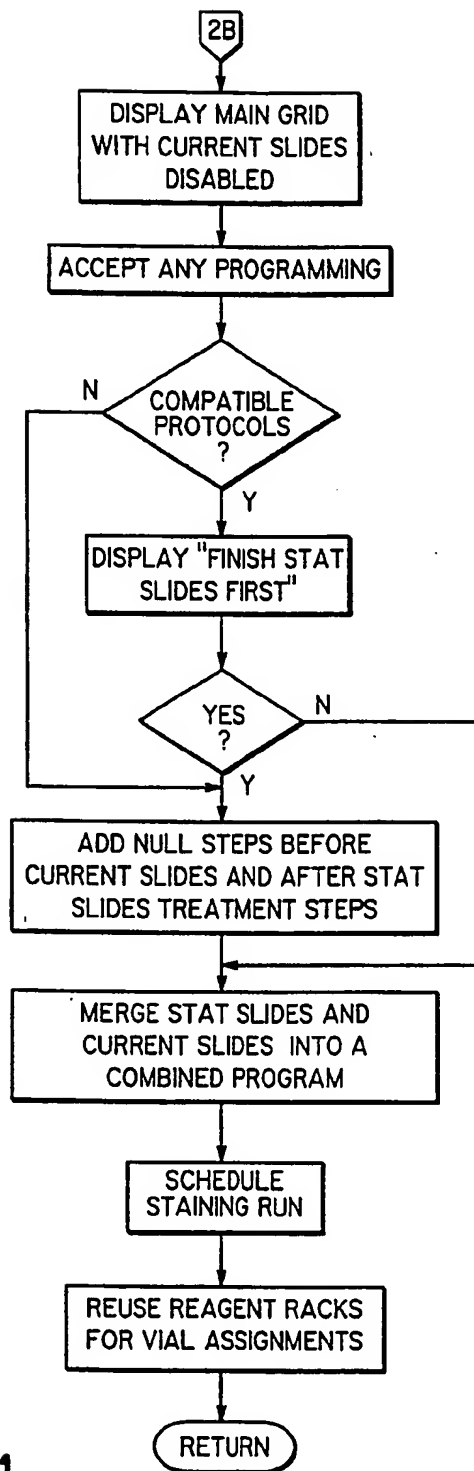 2B
DISPLAY MAIN GRID
WITH CURRENT SLIDES
DISABLED
ACCEPT ANY PROGRAMMING
N
COMPATIBLE
PROTOCOLS
?
Y
DISPLAY "FINISH STAT
SLIDES FIRST"
YES
?
N
Y
ADD NULL STEPS BEFORE
CURRENT SLIDES AND AFTER STAT
SLIDES TREATMENT STEPS
MERGE STAT SLIDES AND
CURRENT SLIDES INTO A
COMBINED PROGRAM
SCHEDULE
STAINING RUN
REUSE REAGENT RACKS
FOR VIAL ASSIGNMENTS
RETURN